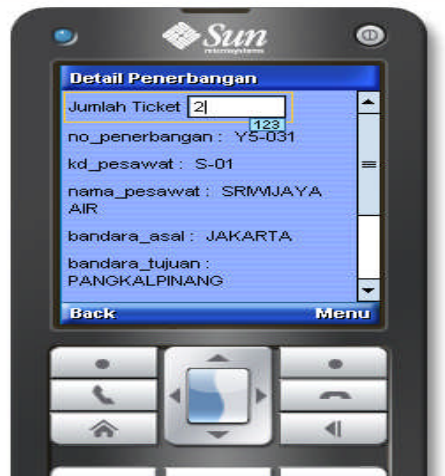 Sun
microsystems
Detail Penerbangan
Jumlah Ticket 2
123
no_penerbangan : Y5-031
kd_pesawat : S-01
nama_pesawat : SRIWIJAYA
AIR
bandara_asal : JAKARTA
bandara_tujuan :
PANGKALPINANG
Back Menu